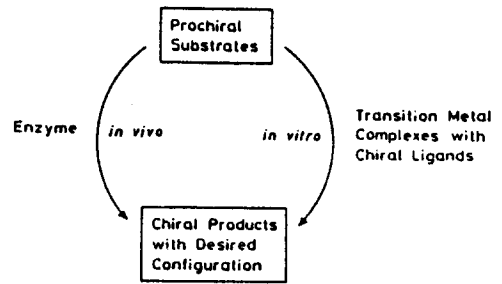 Prochiral
Substrates
Enzyme
in vivo
in vitro
Transition Metal
Complexes with
Chiral Ligands
Chiral Products
with Desired
Configuration